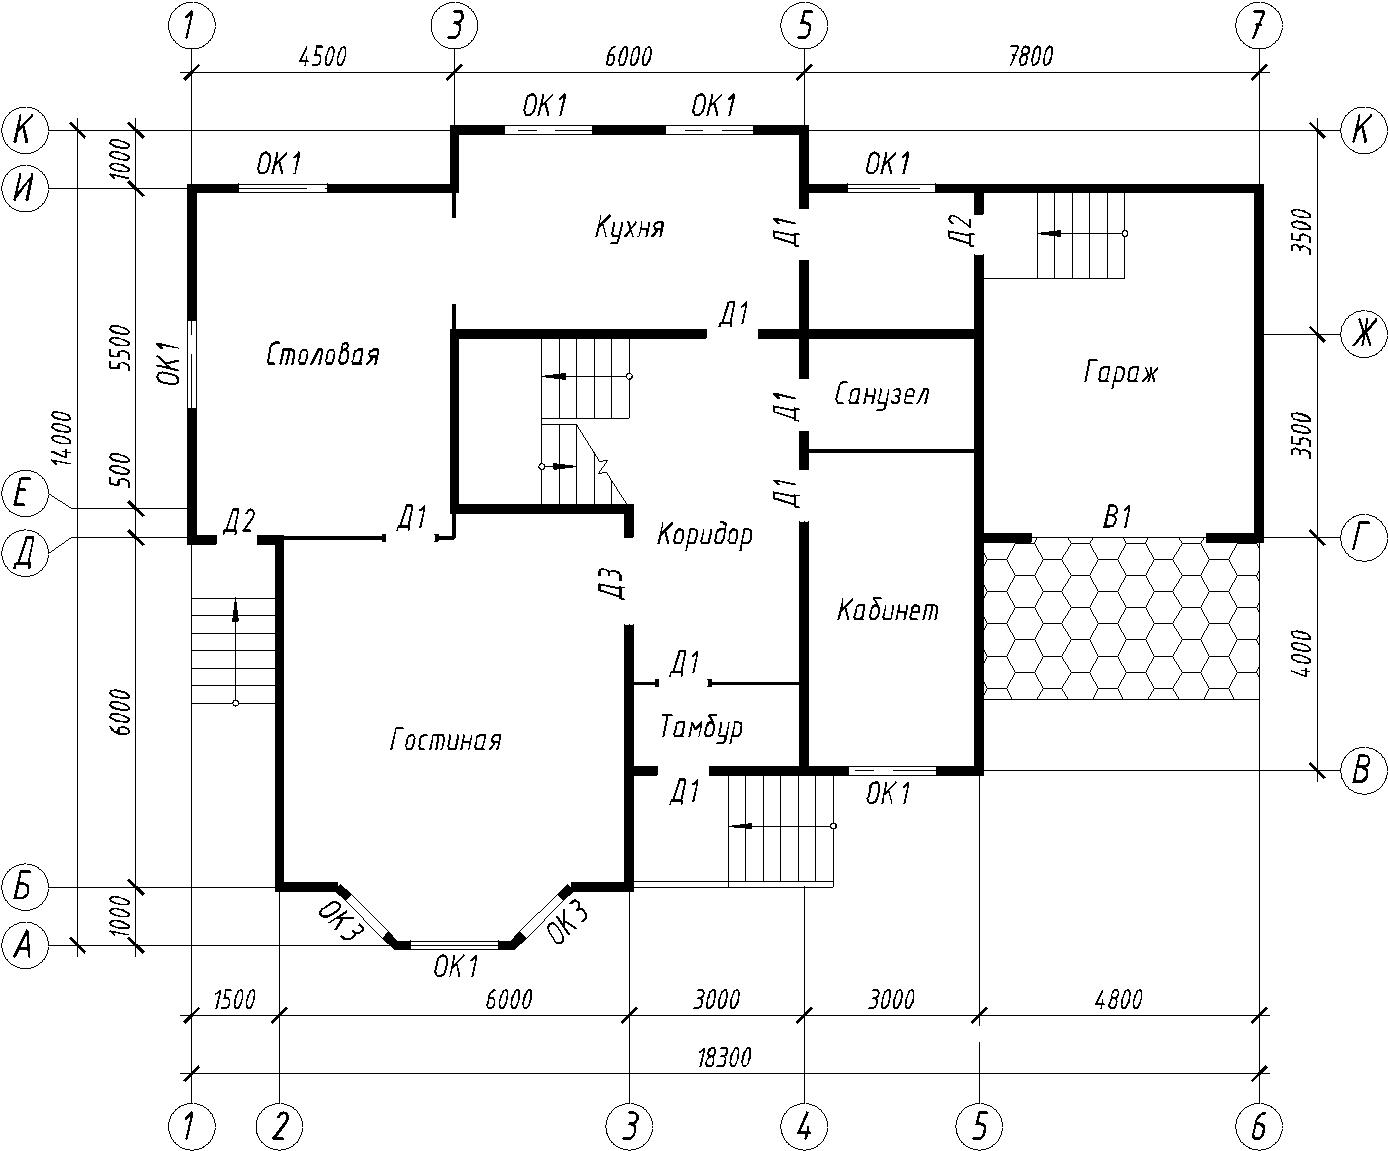 1 3 5 7
4500 6000 7800
ОК1 ОК1
К К
1000
ОК1 ОК1
И
Кухня Д1 Д2 3500
Д1
5500 ОК1 Столовая Ж
Гараж
14000 Д1 Санузел
3500
500
Е Д1
Д2 Д1 В1
Коридор Г
Д
Д3
Кабинет
4000
Д1
6000
Гостиная Тамбур
В
Д1 ОК1
Б
1000 ОК3 ОК3
А
ОК1
1500 6000 3000 3000 4800
18300
1 2 3 4 5 6